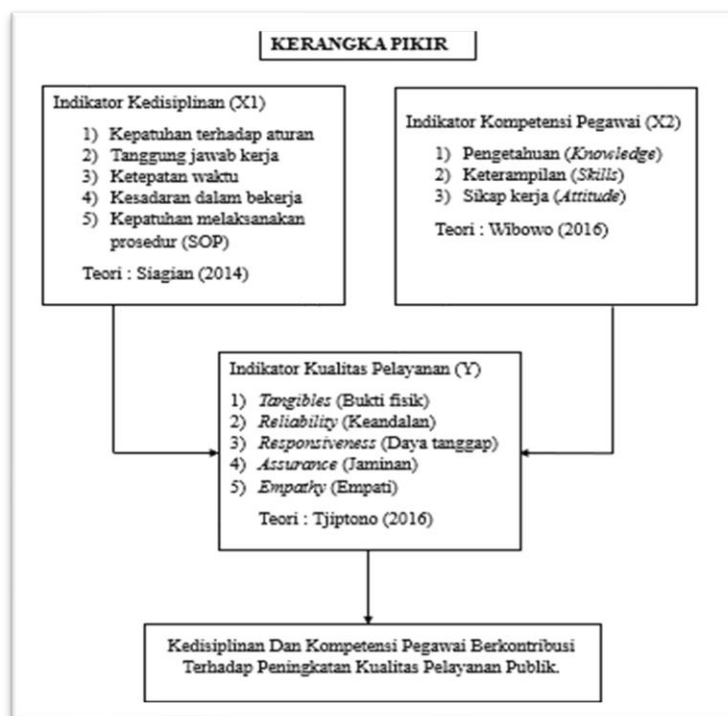 KERANGKA PIKIR
Indikator Kedisiplinan (X1)
1) Kepatuhan terhadap aturan
2) Tanggung jawab kerja
3) Ketepatan waktu
4) Kesadaran dalam bekerja
5) Kepatuhan melaksanakan
prosedur (SOP)
Teori : Siagian (2014)
Indikator Kompetensi Pegawai (X2)
1) Pengetahuan (Knowledge)
2) Keterampilan (Skills)
3) Sikap kerja (Attitude)
Teori : Wibowo (2016)
Indikator Kualitas Pelayanan (Y)
1) Tangibles (Bukti fisik)
2) Reliability (Keandalan)
3) Responsiveness (Daya tanggap)
4) Assurance (Jaminan)
5) Empathy (Empati)
Teori : Tjiptono (2016)
Kedisiplinan Dan Kompetensi Pegawai Berkontribusi
Terhadap Peningkatan Kualitas Pelayanan Publik.